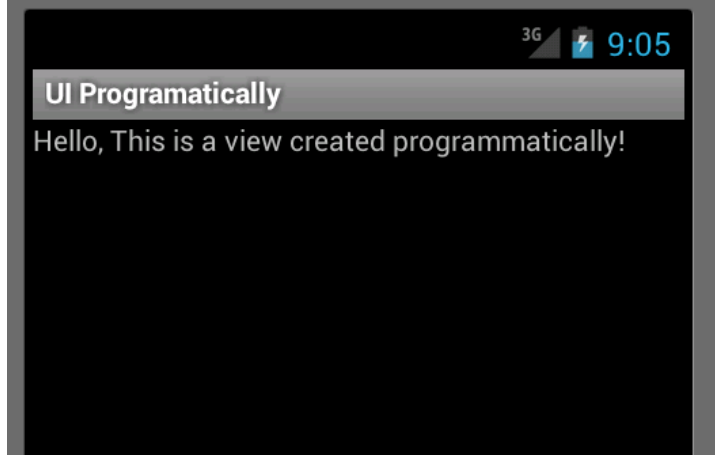 3G 9:05
UI Programatically
Hello, This is a view created programmatically!